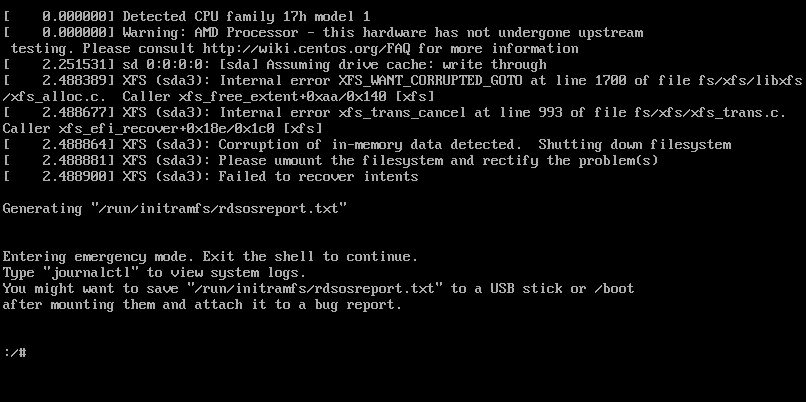 [    0.000000] Detected CPU family 17h model 1
[    0.000000] Warning: AMD Processor - this hardware has not undergone upstream
 testing. Please consult http://wiki.centos.org/FAQ for more information
[    2.251531] sd 0:0:0:0: [sda] Assuming drive cache: write through
[    2.488389] XFS (sda3): Internal error XFS_WANT_CORRUPTED_GOTO at line 1700 of file fs/xfs/libxfs
/xfs_alloc.c.  Caller xfs_free_extent+0xaa/0x140 [xfs]
[    2.488677] XFS (sda3): Internal error xfs_trans_cancel at line 993 of file fs/xfs/xfs_trans.c.
Caller xfs_efi_recover+0x18e/0x1c0 [xfs]
[    2.488864] XFS (sda3): Corruption of in-memory data detected.  Shutting down filesystem
[    2.488881] XFS (sda3): Please umount the filesystem and rectify the problem(s)
[    2.488900] XFS (sda3): Failed to recover intents
Generating "/run/initramfs/rdsosreport.txt"
Entering emergency mode. Exit the shell to continue.
Type "journalctl" to view system logs.
You might want to save "/run/initramfs/rdsosreport.txt" to a USB stick or /boot
after mounting them and attach it to a bug report.
:/#